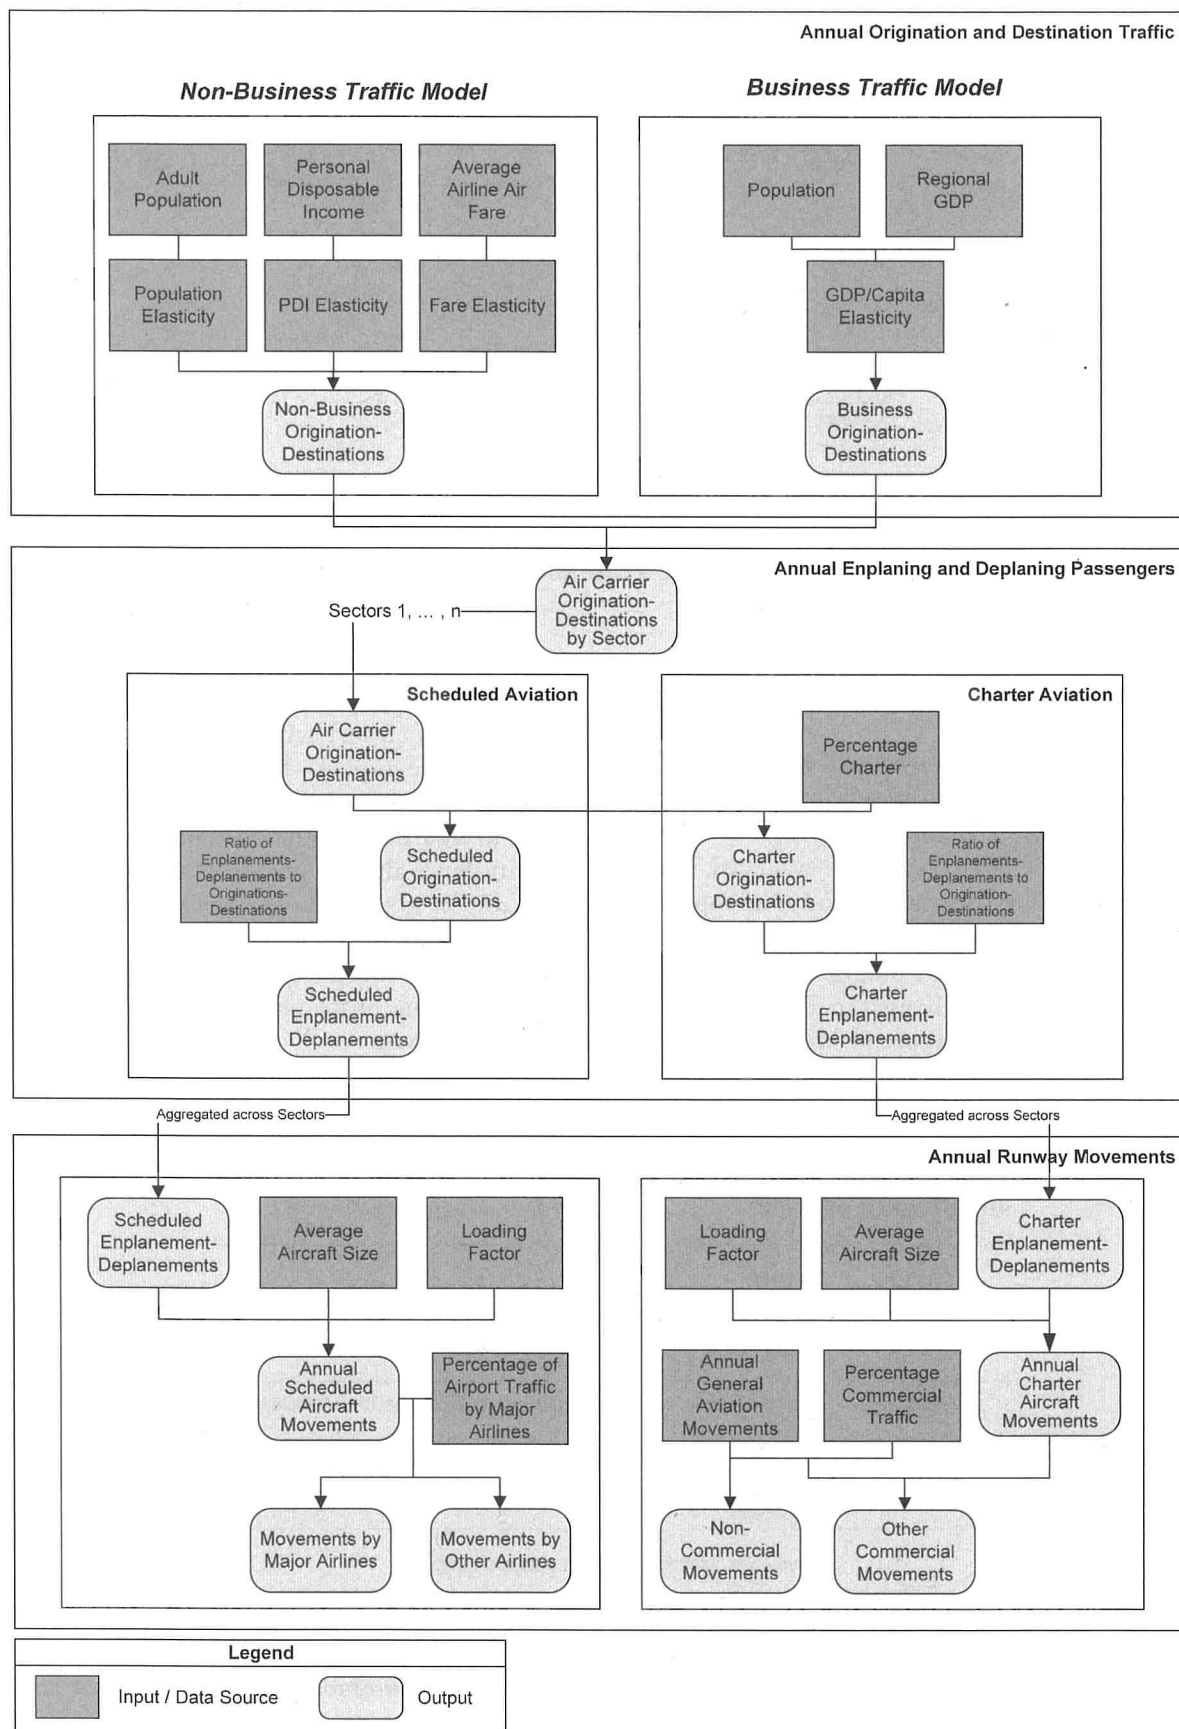 Annual Origination and Destination Traffic
Non-Business Traffic Model
Business Traffic Model
Adult
Population
Personal
Disposable
Income
Average
Airline Air
Fare
Population
Regional
GDP
Population
Elasticity
PDI Elasticity
Fare Elasticity
GDP/Capita
Elasticity
Non-Business
Origination-
Destinations
Business
Origination-
Destinations
Annual Enplaning and Deplaning Passengers
Air Carrier
Origination-
Destinations
by Sector
Sectors 1, ... , n
Scheduled Aviation
Charter Aviation
Air Carrier
Origination-
Destinations
Percentage
Charter
Ratio of
Enplanements-
Deplanements to
Originations-
Destinations
Scheduled
Origination-
Destinations
Charter
Origination-
Destinations
Ratio of
Enplanements-
Deplanements to
Origination-
Destinations
Scheduled
Enplanement-
Deplanements
Charter
Enplanement-
Deplanements
Aggregated across Sectors
Aggregated across Sectors
Annual Runway Movements
Scheduled
Enplanement-
Deplanements
Average
Aircraft Size
Loading
Factor
Loading
Factor
Average
Aircraft Size
Charter
Enplanement-
Deplanements
Annual
Scheduled
Aircraft
Movements
Percentage of
Airport Traffic
by Major
Airlines
Annual
General
Aviation
Movements
Percentage
Commercial
Traffic
Annual
Charter
Aircraft
Movements
Movements by
Major Airlines
Movements by
Other Airlines
Non-
Commercial
Movements
Other
Commercial
Movements
Legend
Input / Data Source
Output